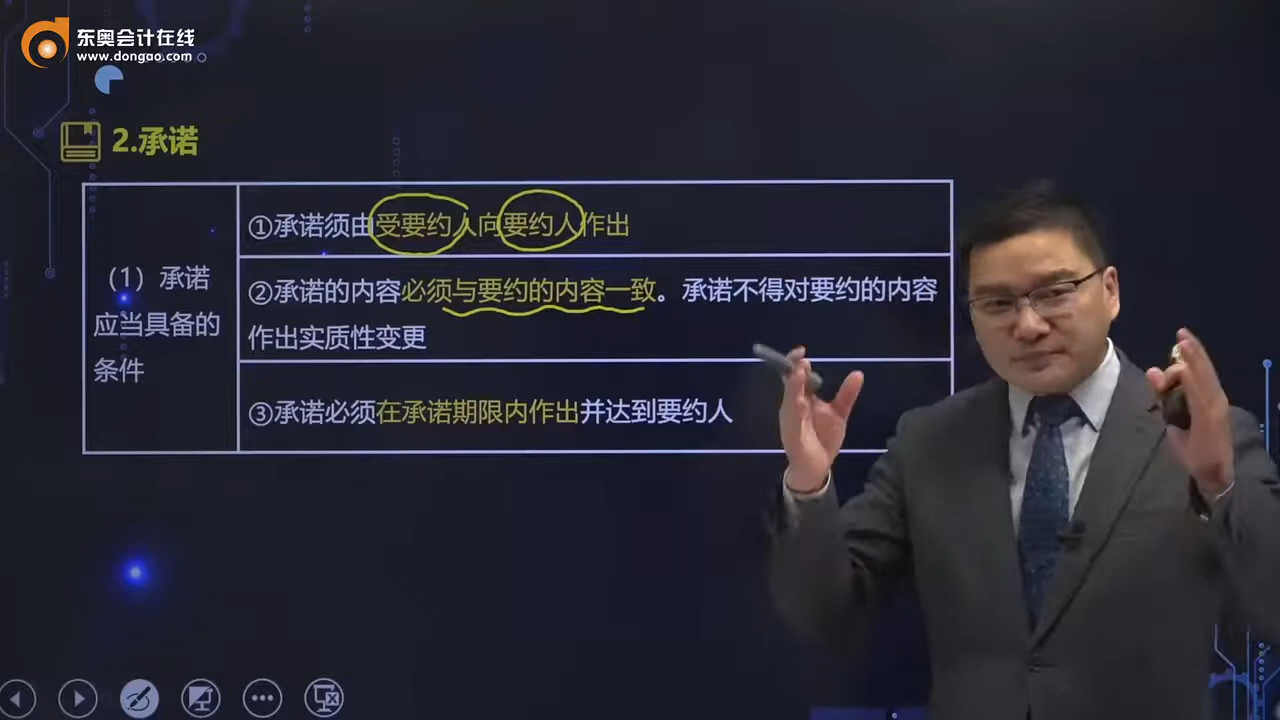 东奥会计在线
www.dongao.com
2.承诺
（1）承诺
应当具备的
条件
①承诺须由受要约人向要约人作出
②承诺的内容必须与要约的内容一致。承诺不得对要约的内容
作出实质性变更
③承诺必须在承诺期限内作出并达到要约人